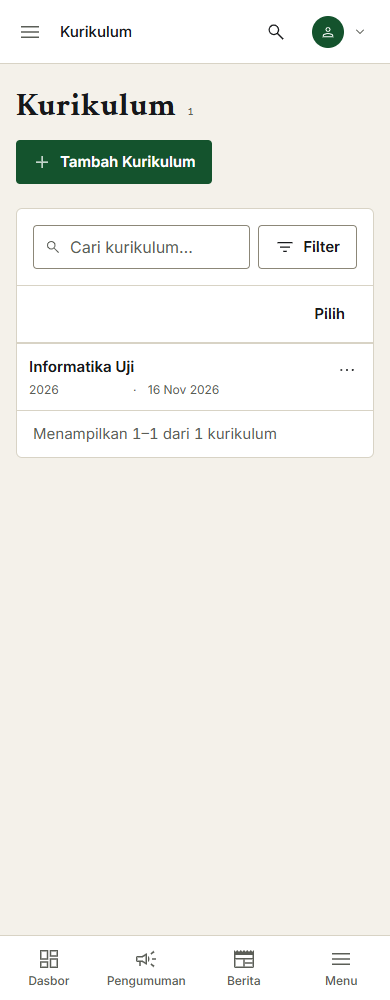 Kurikulum
Kurikulum 1
Tambah Kurikulum
Cari kurikulum...
Filter
Pilih
Informatika Uji
2026 · 16 Nov 2026
Menampilkan 1–1 dari 1 kurikulum
Dasbor Pengumuman Berita Menu